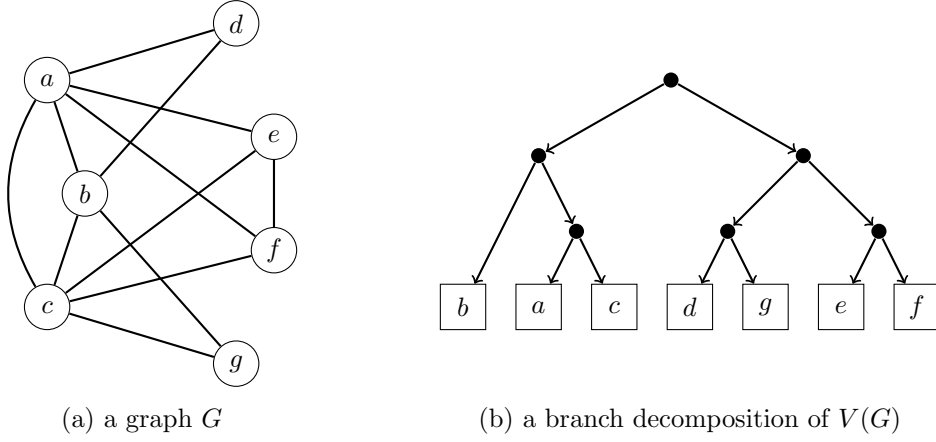 d
a
e
b
f
c
g
b a c d g e f
(a) a graph G
(b) a branch decomposition of V(G)